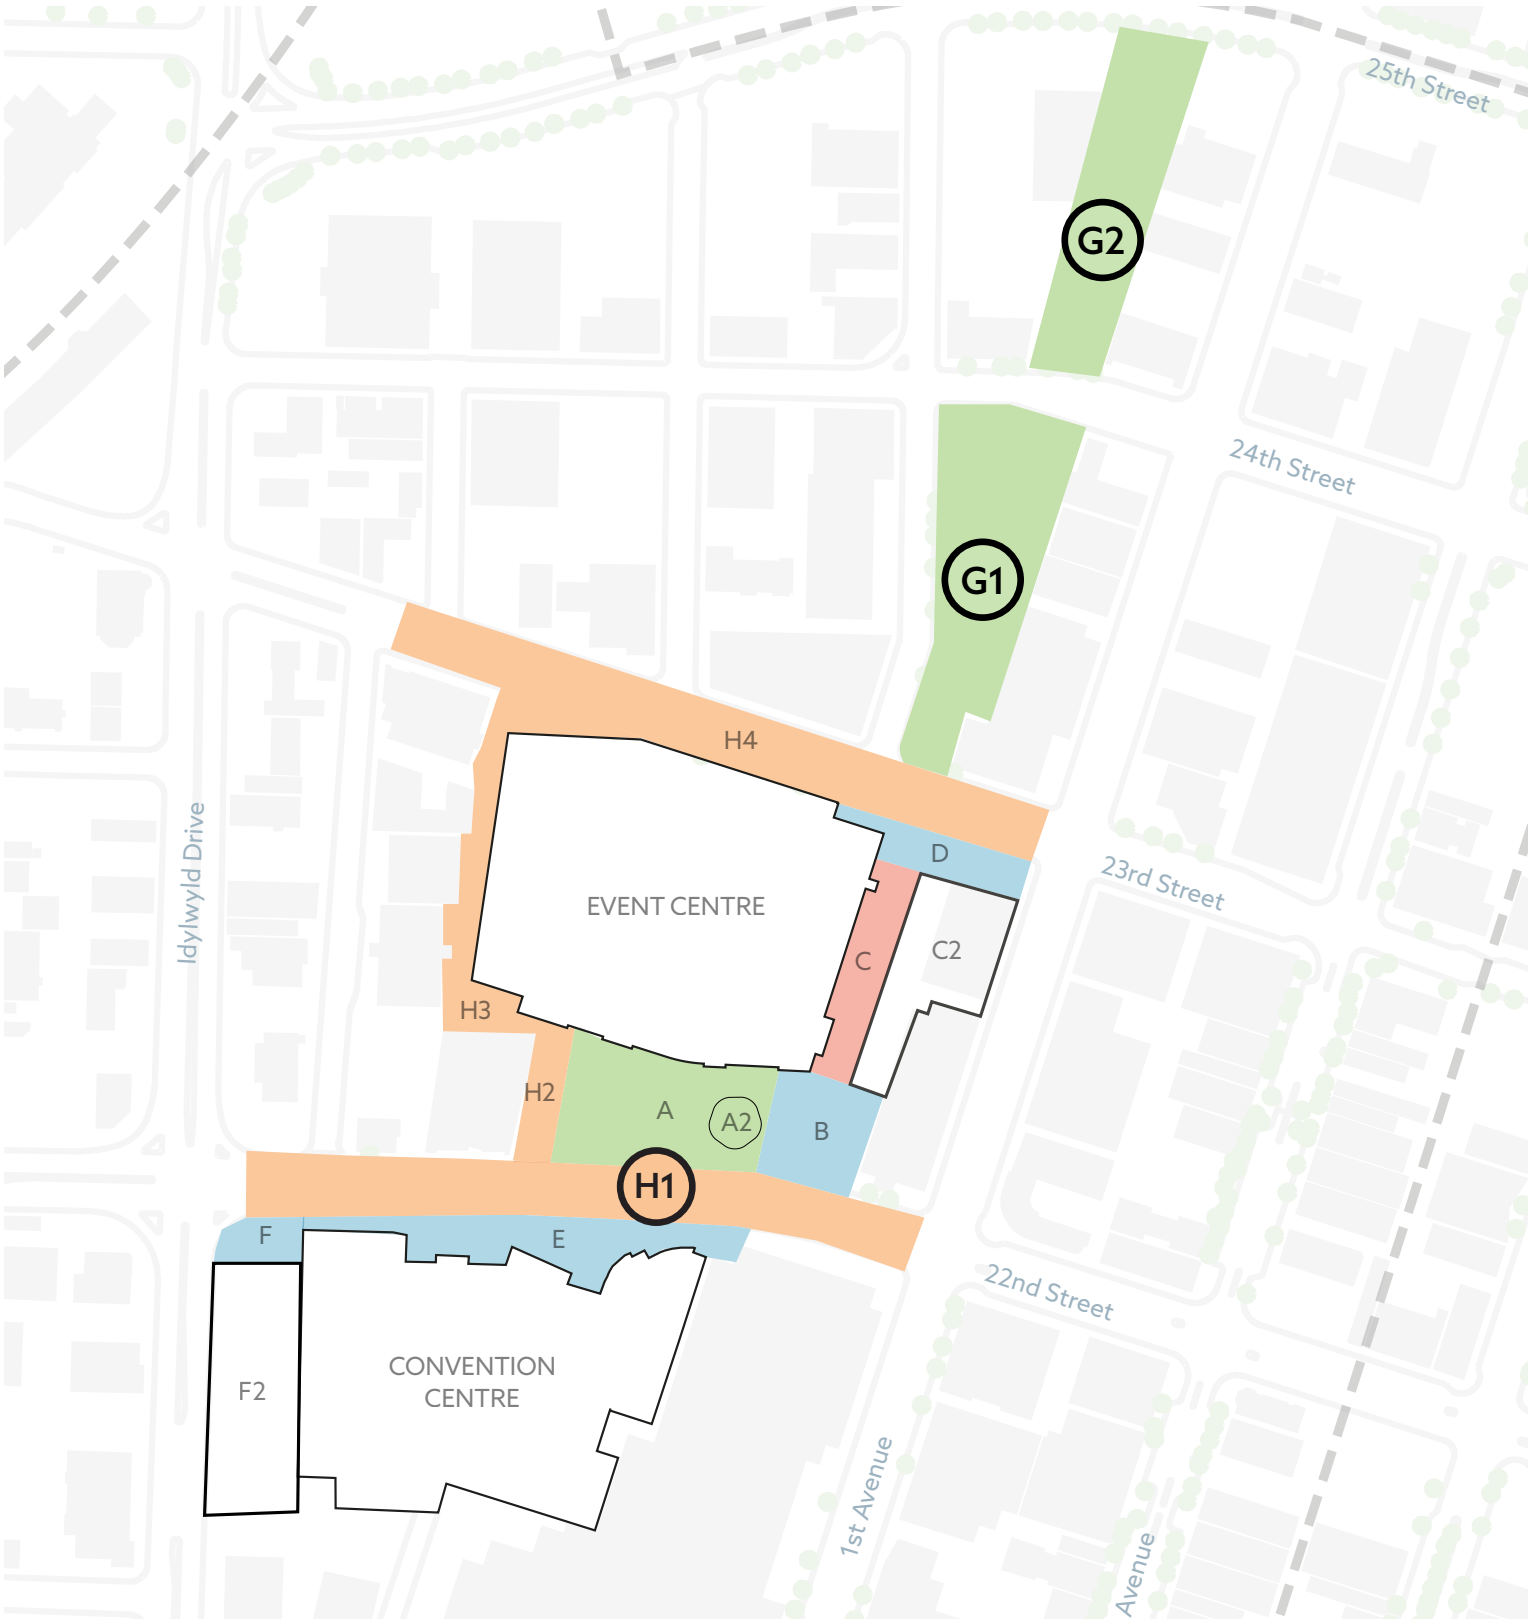 25th Street
G2
24th Street
G1
H4
D
23rd Street
Idylwyld Drive
EVENT CENTRE
C2
C
H3
H2
A
A2
B
H1
F
E
22nd Street
CONVENTION
CENTRE
F2
1st Avenue
Avenue